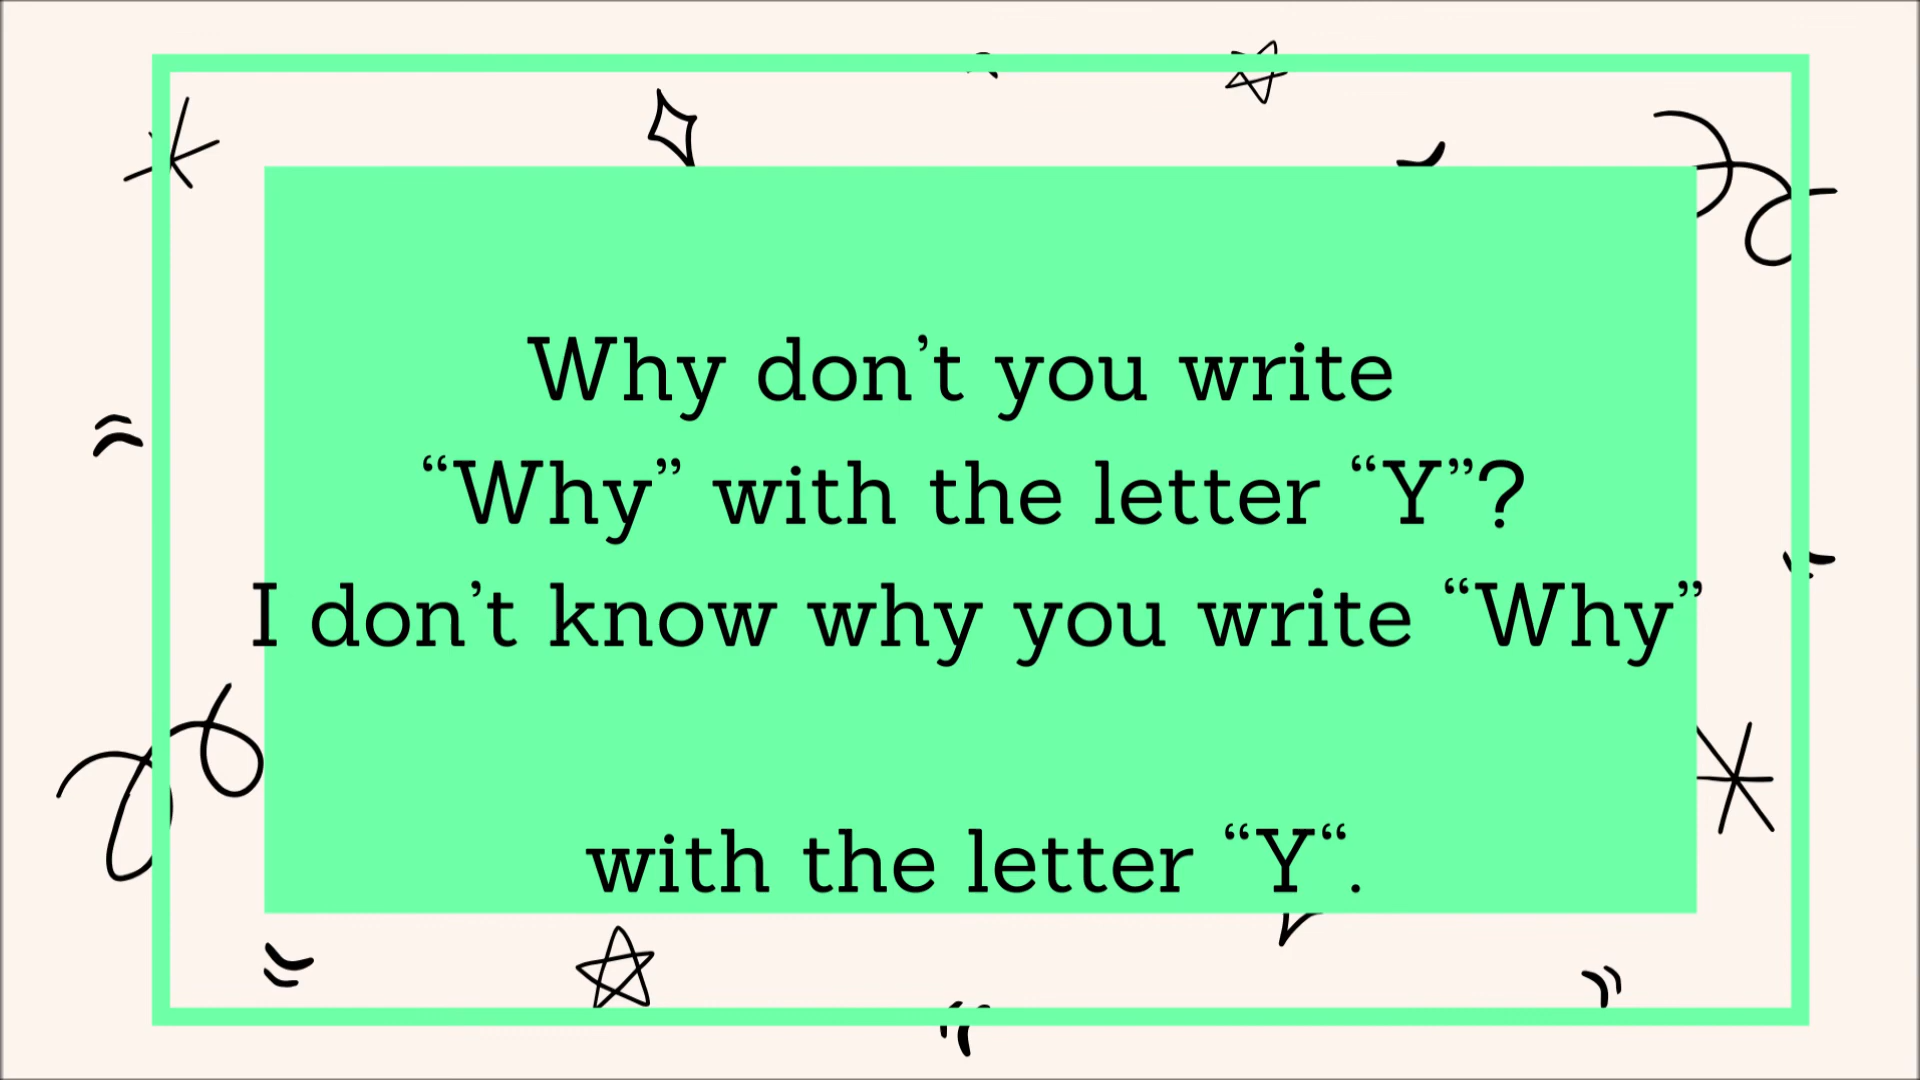 Why don’t you write
“Why” with the letter “Y”?
I don’t know why you write “Why”
with the letter “Y“.